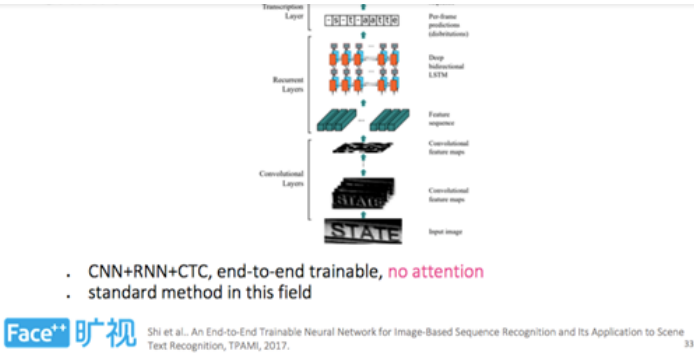 Transcription
Layer
-s-t-aatte
Per-frame
predictions
(disbritutions)
Recurrent
Layers
Deep
bidirectional
LSTM
Feature
sequence
Convolutional
feature maps
Convolutional
Layers
STATE
Convolutional
feature maps
STATE
Input image
. CNN+RNN+CTC, end-to-end trainable, no attention
. standard method in this field
Face++ 旷视
Shi et al.. An End-to-End Trainable Neural Network for Image-Based Sequence Recognition and Its Application to Scene
Text Recognition, TPAMI, 2017.
33